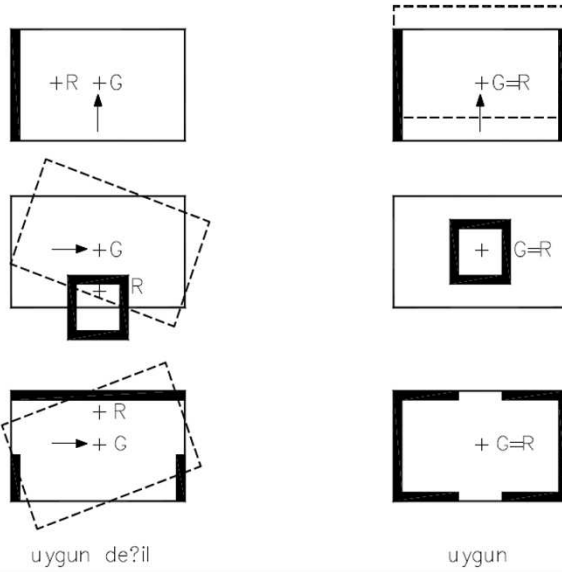 +R +G
+G=R
+G
R
+ G=R
+ R
+ G
+ G=R
uygun de?il
uygun